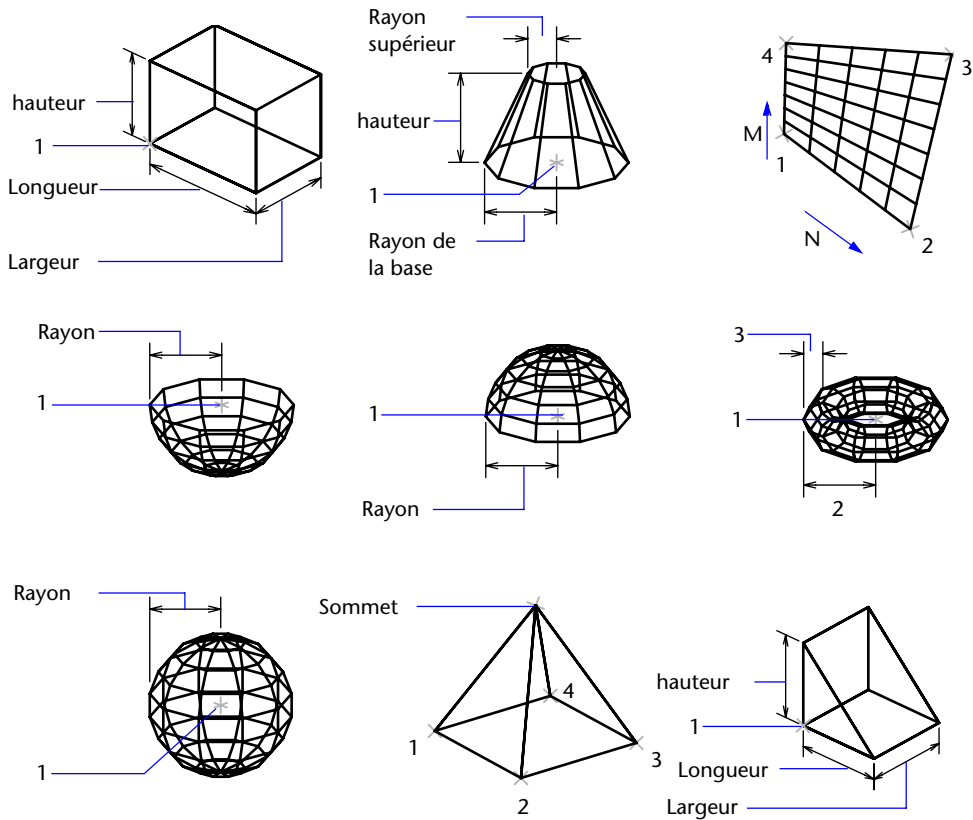 hauteur
1
Longueur
Largeur
Rayon
supérieur
hauteur
1
Rayon de
la base
4
3
M
1
N
2
Rayon
1
1
Rayon
3
1
2
Rayon
1
Sommet
4
1
3
2
hauteur
1
Longueur
Largeur